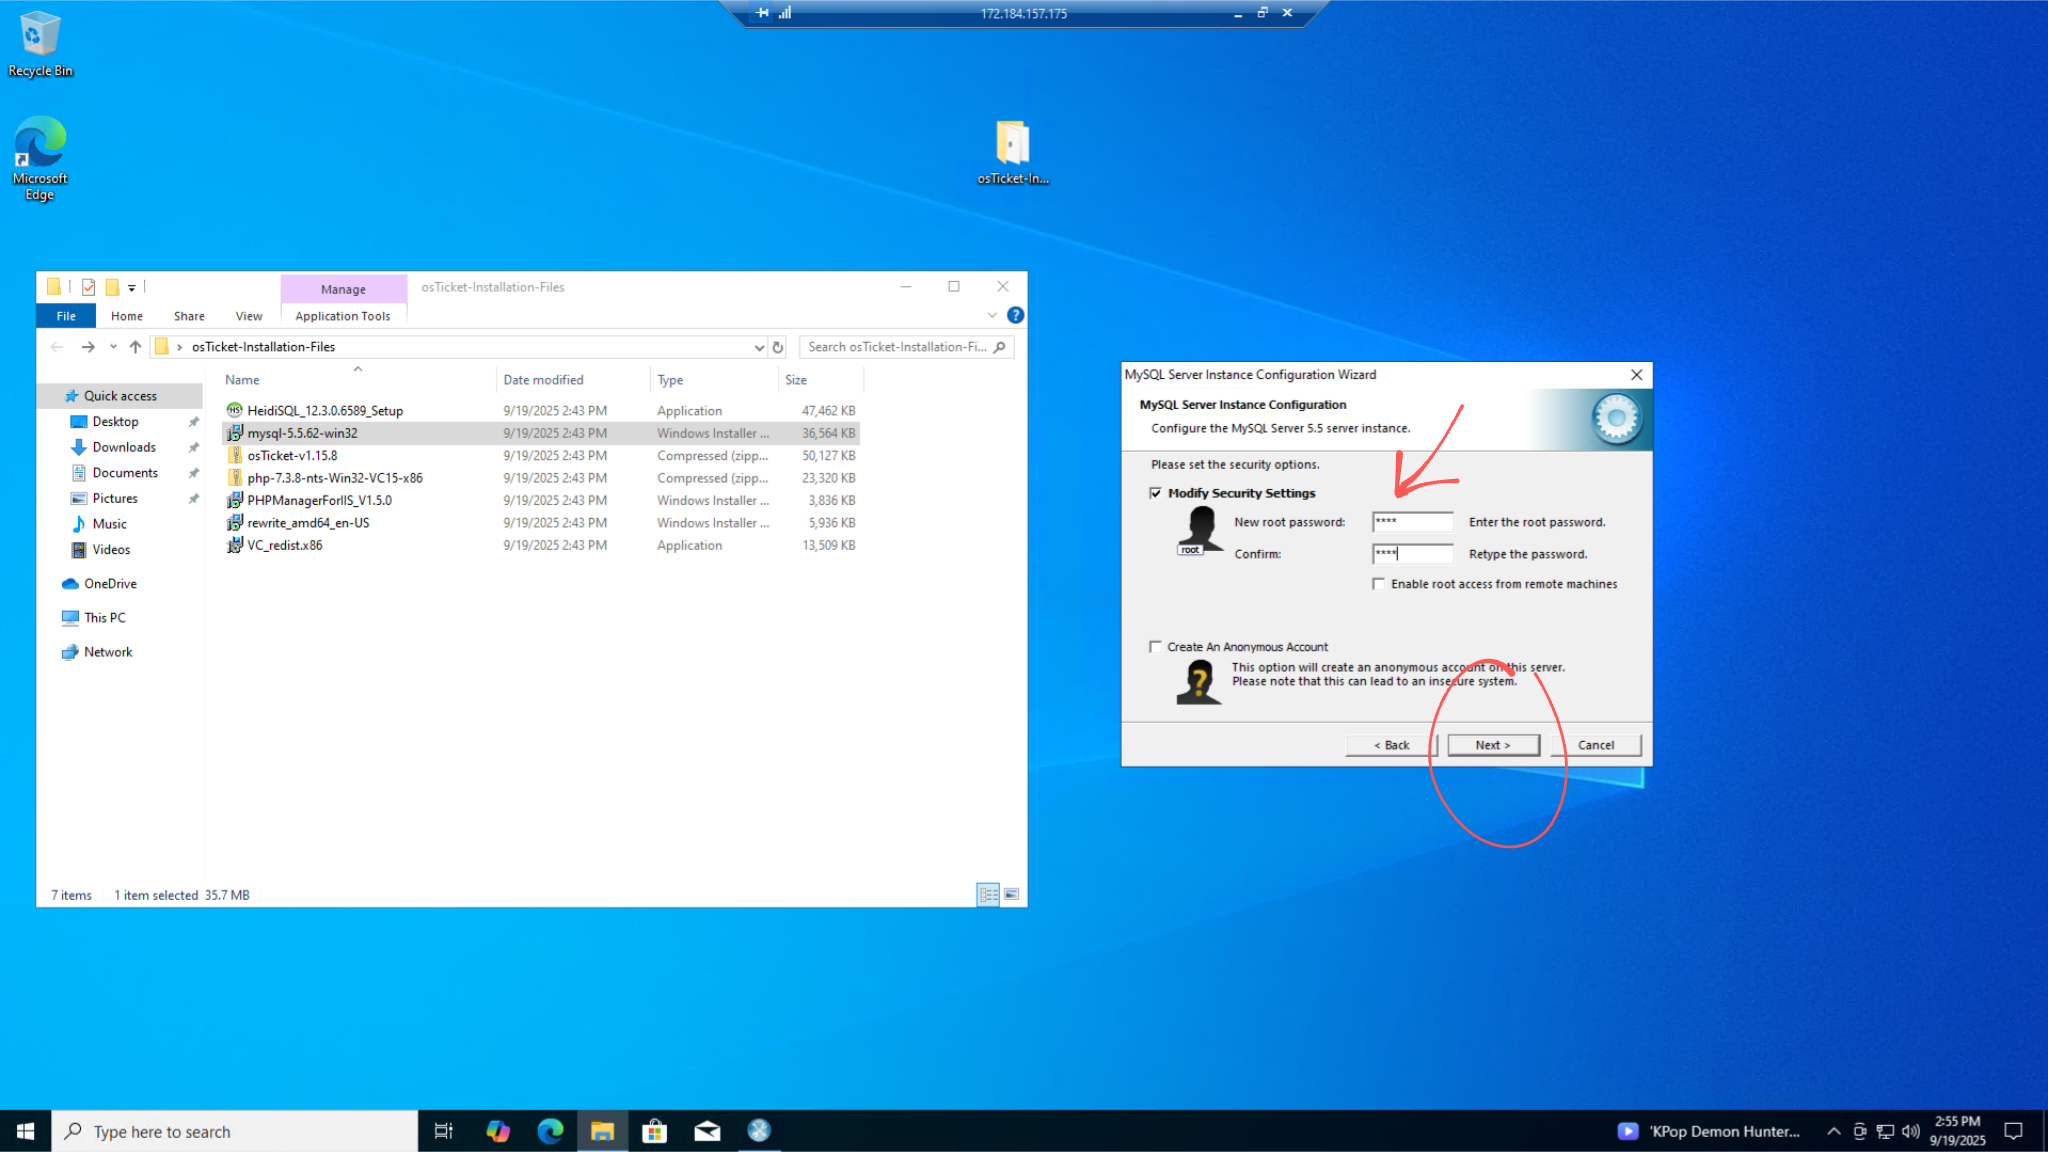 172.184.157.175
Recycle Bin
Microsoft
Edge
osTicket-In...
Manage
osTicket-Installation-Files
File
Home
Share
View
Application Tools
osTicket-Installation-Files
Search osTicket-Installation-Fi...
Name
Date modified
Type
Size
Quick access
Desktop
Downloads
Documents
Pictures
Music
Videos
OneDrive
This PC
Network
HeidiSQL_12.3.0.6589_Setup 9/19/2025 2:43 PM Application 47,462 KB
mysql-5.5.62-win32 9/19/2025 2:43 PM Windows Installer ... 36,564 KB
osTicket-v1.15.8 9/19/2025 2:43 PM Compressed (zipp... 50,127 KB
php-7.3.8-nts-Win32-VC15-x86 9/19/2025 2:43 PM Compressed (zipp... 23,320 KB
PHPManagerForIIS_V1.5.0 9/19/2025 2:43 PM Windows Installer ... 3,836 KB
rewrite_amd64_en-US 9/19/2025 2:43 PM Windows Installer ... 5,936 KB
VC_redist.x86 9/19/2025 2:43 PM Application 13,509 KB
7 items 1 item selected 35.7 MB
MySQL Server Instance Configuration Wizard
MySQL Server Instance Configuration
Configure the MySQL Server 5.5 server instance.
Please set the security options.
Modify Security Settings
root
New root password: **** Enter the root password.
Confirm: **** Retype the password.
Enable root access from remote machines
Create An Anonymous Account
This option will create an anonymous account on this server.
Please note that this can lead to an insecure system.
< Back
Next >
Cancel
Type here to search
'KPop Demon Hunter...
2:55 PM
9/19/2025